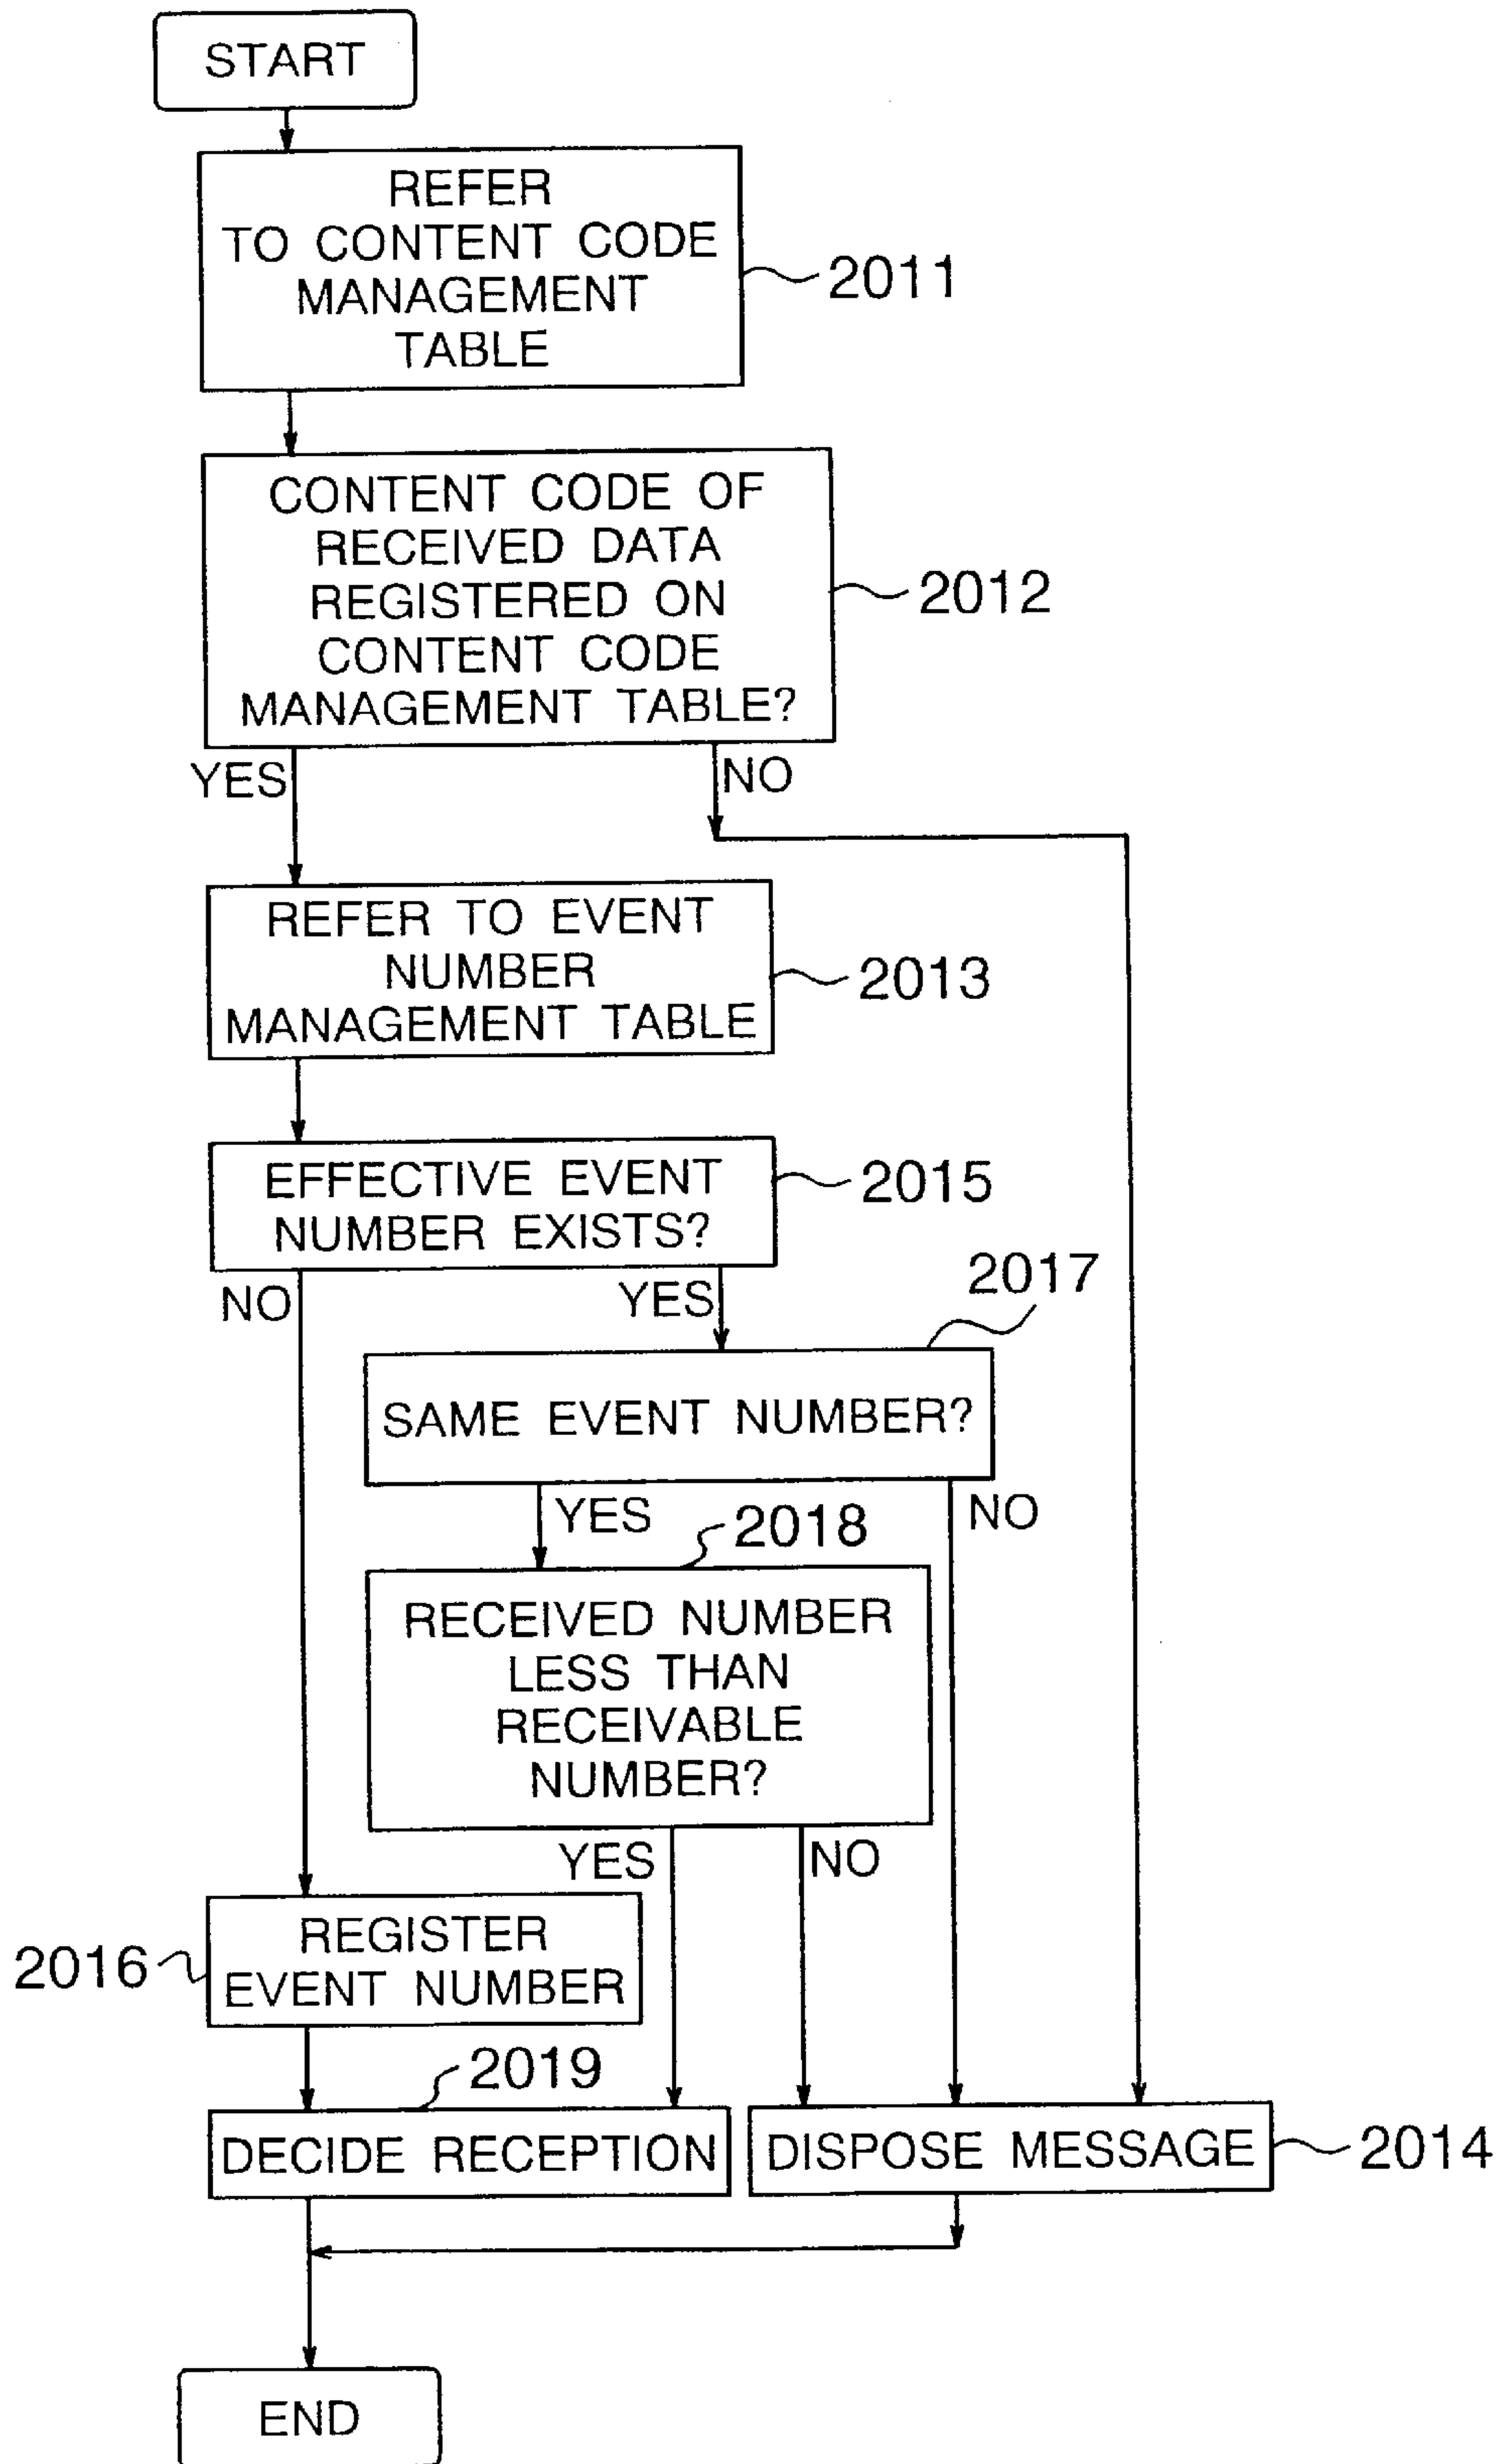 START
REFER
TO CONTENT CODE
MANAGEMENT
TABLE
2011
CONTENT CODE OF
RECEIVED DATA
REGISTERED ON
CONTENT CODE
MANAGEMENT TABLE?
2012
YES
NO
REFER TO EVENT
NUMBER
MANAGEMENT TABLE
2013
EFFECTIVE EVENT
NUMBER EXISTS?
2015
NO
YES
2017
SAME EVENT NUMBER?
YES
NO
2018
RECEIVED NUMBER
LESS THAN
RECEIVABLE
NUMBER?
YES
NO
2016
REGISTER
EVENT NUMBER
2019
DECIDE RECEPTION
DISPOSE MESSAGE
2014
END